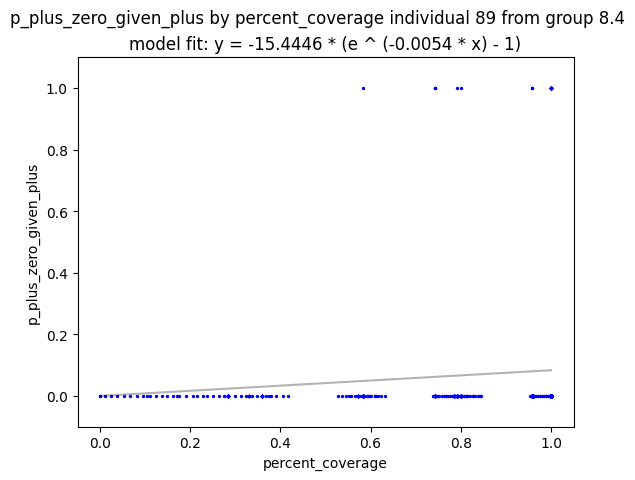 p_plus_zero_given_plus by percent_coverage individual 89 from group 8.4
model fit: y = -15.4446 * (e ^ (-0.0054 * x) - 1)
1.0
0.8
0.6
0.4
0.2
0.0
p_plus_zero_given_plus
0.0 0.2 0.4 0.6 0.8 1.0
percent_coverage